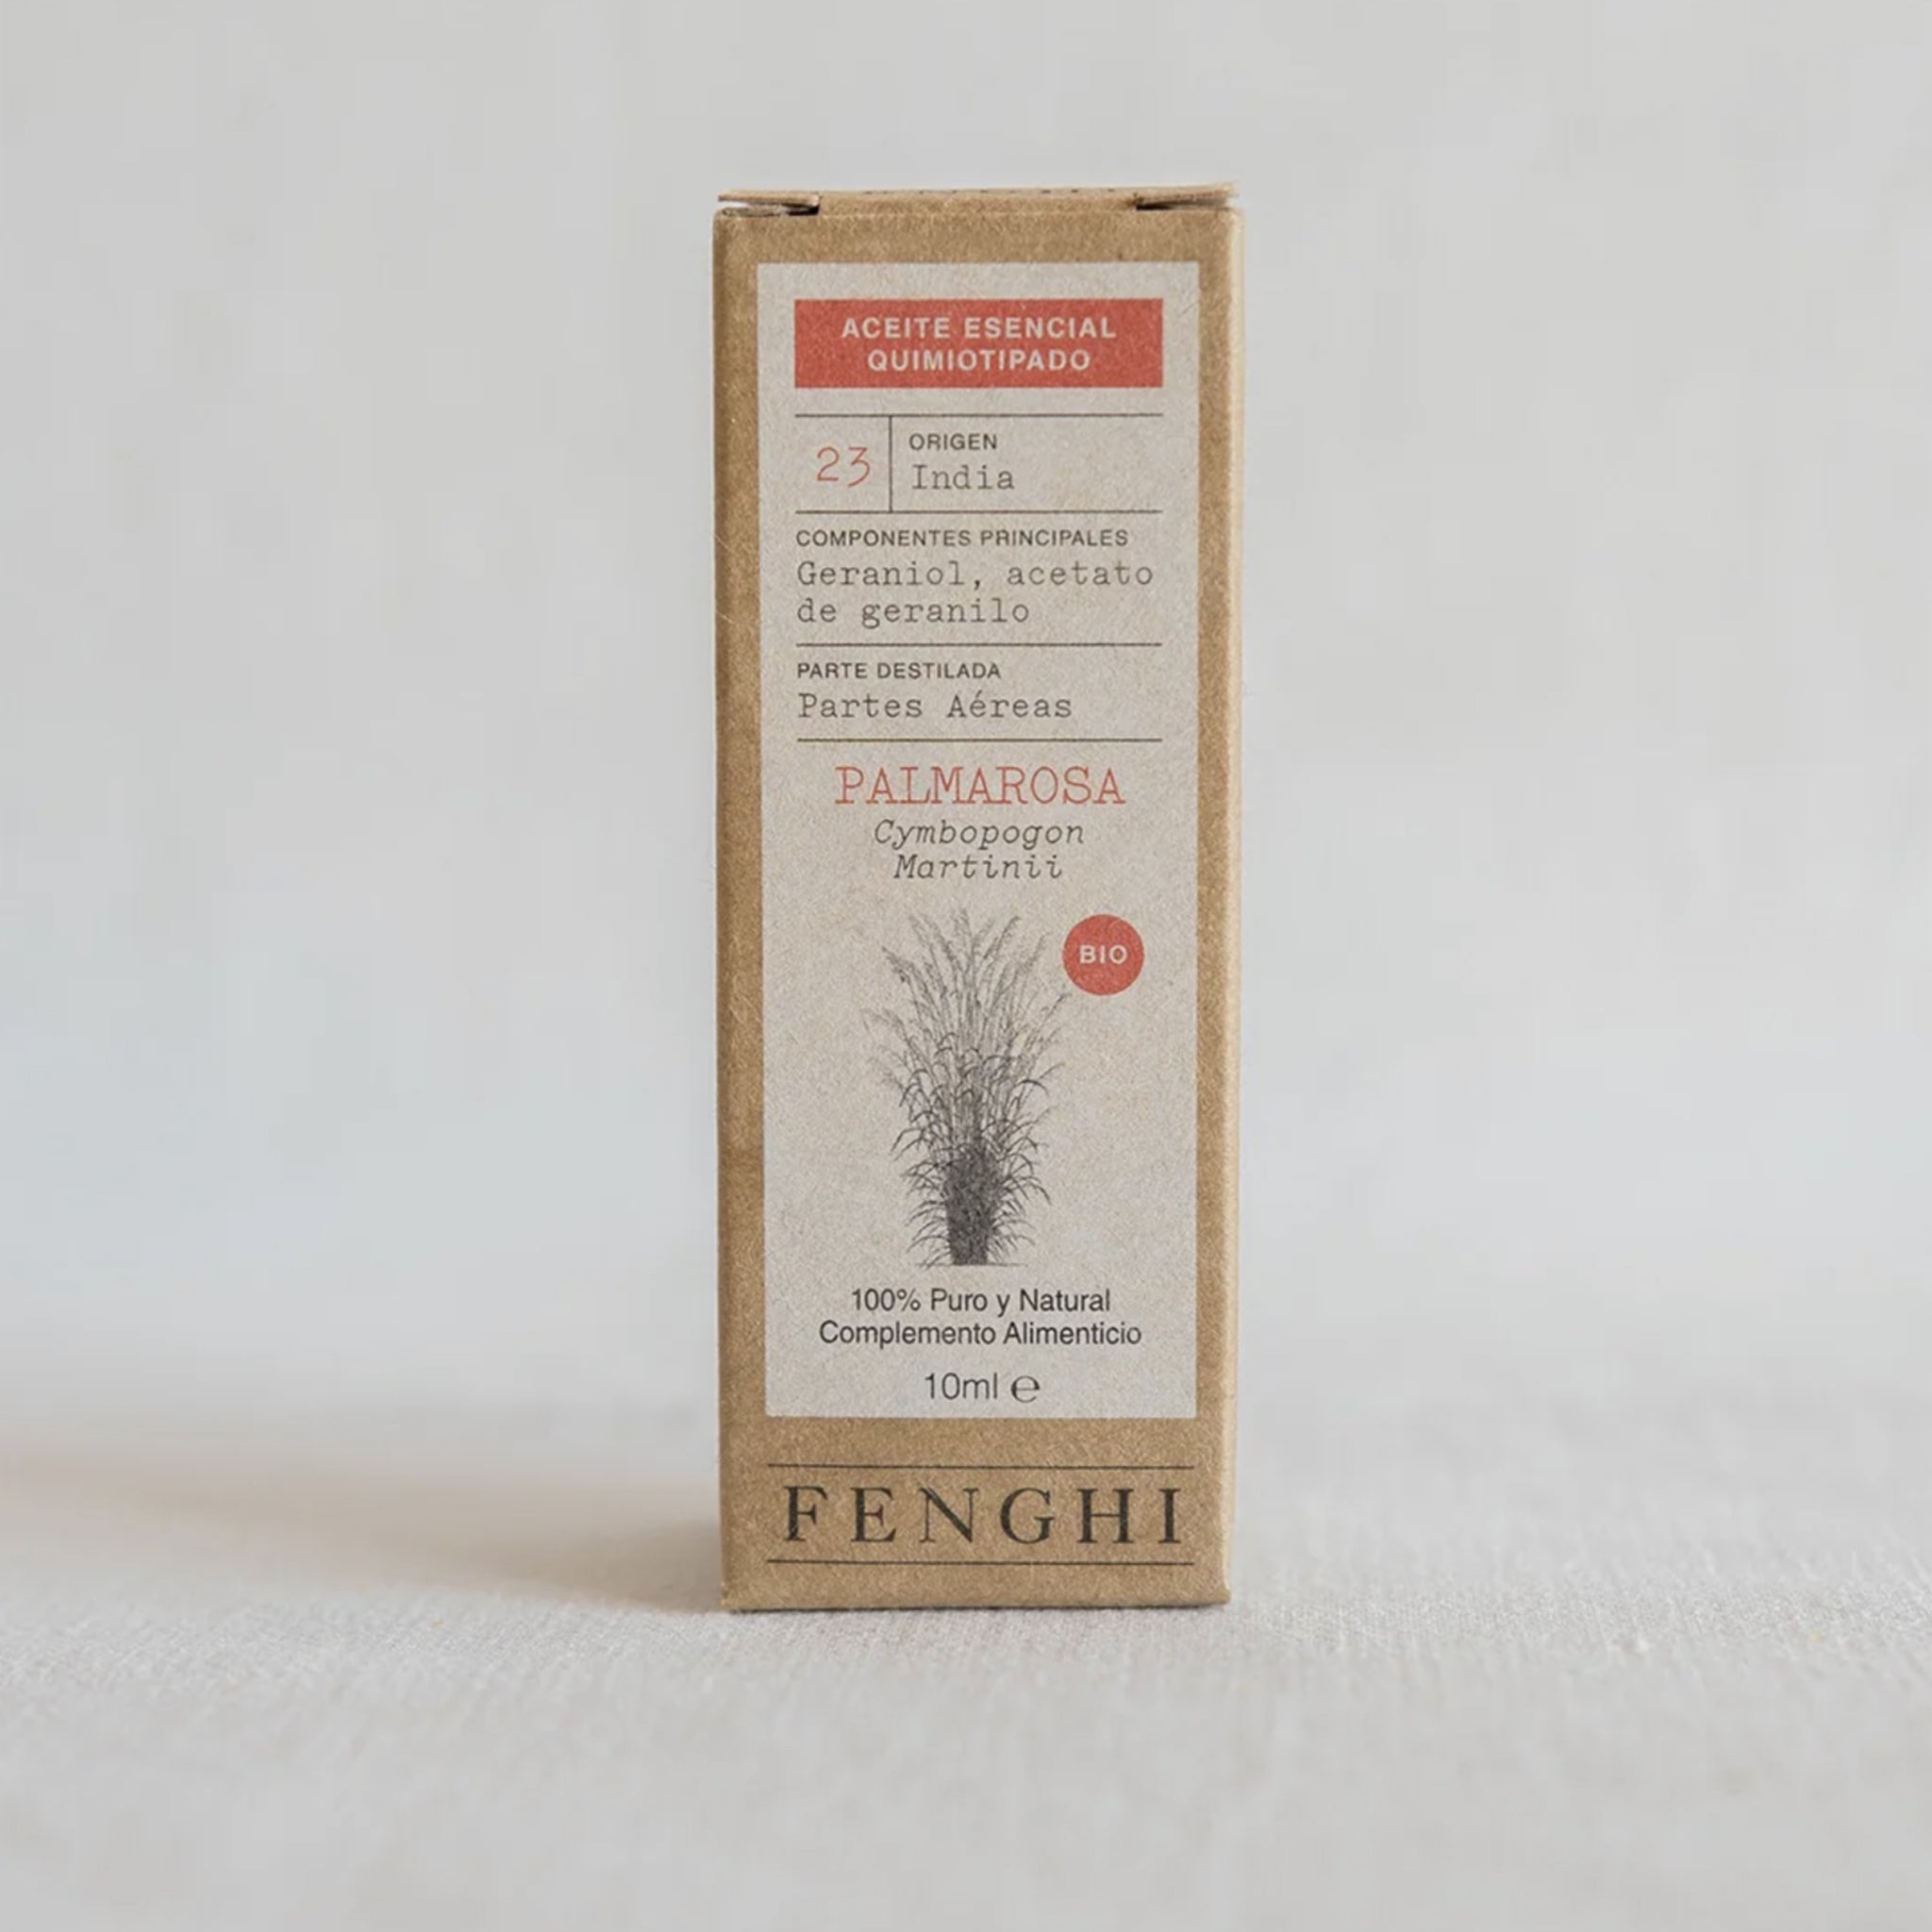 ACEITE ESENCIAL
QUIMIOTIPADO
23
ORIGEN
India
COMPONENTES PRINCIPALES
Geraniol, acetato
de geranilo
PARTE DESTILADA
Partes Aéreas
PALMAROSA
Cymbopogon
Martinii
BIO
100% Puro y Natural
Complemento Alimenticio
10ml ℮
FENGHI